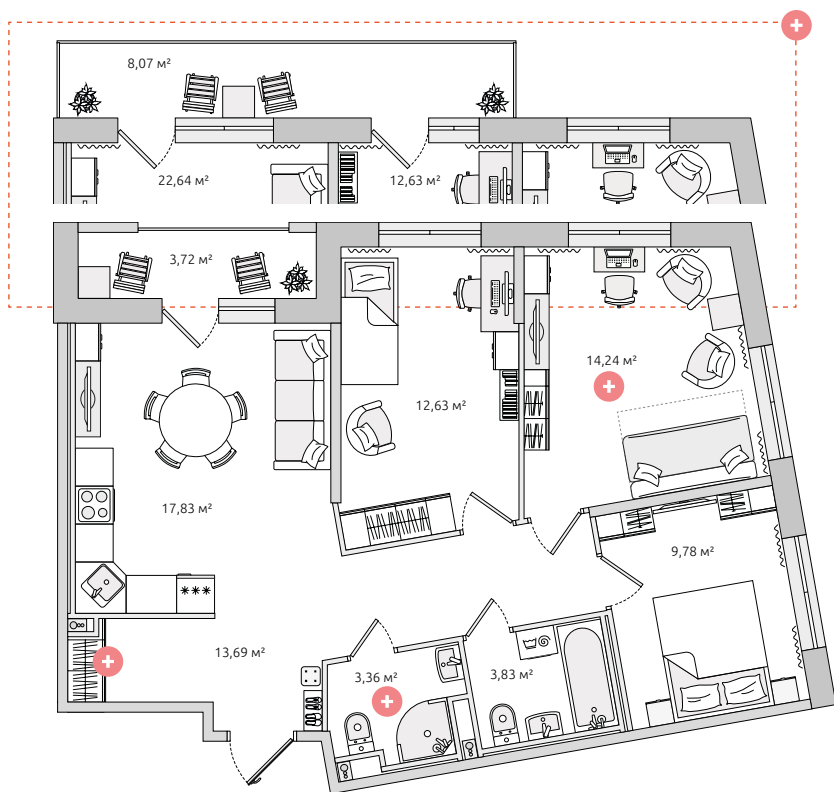 8,07 м²
22,64 м²
12,63 м²
3,72 м²
14,24 м²
12,63 м²
17,83 м²
9,78 м²
13,69 м²
3,36 м²
3,83 м²